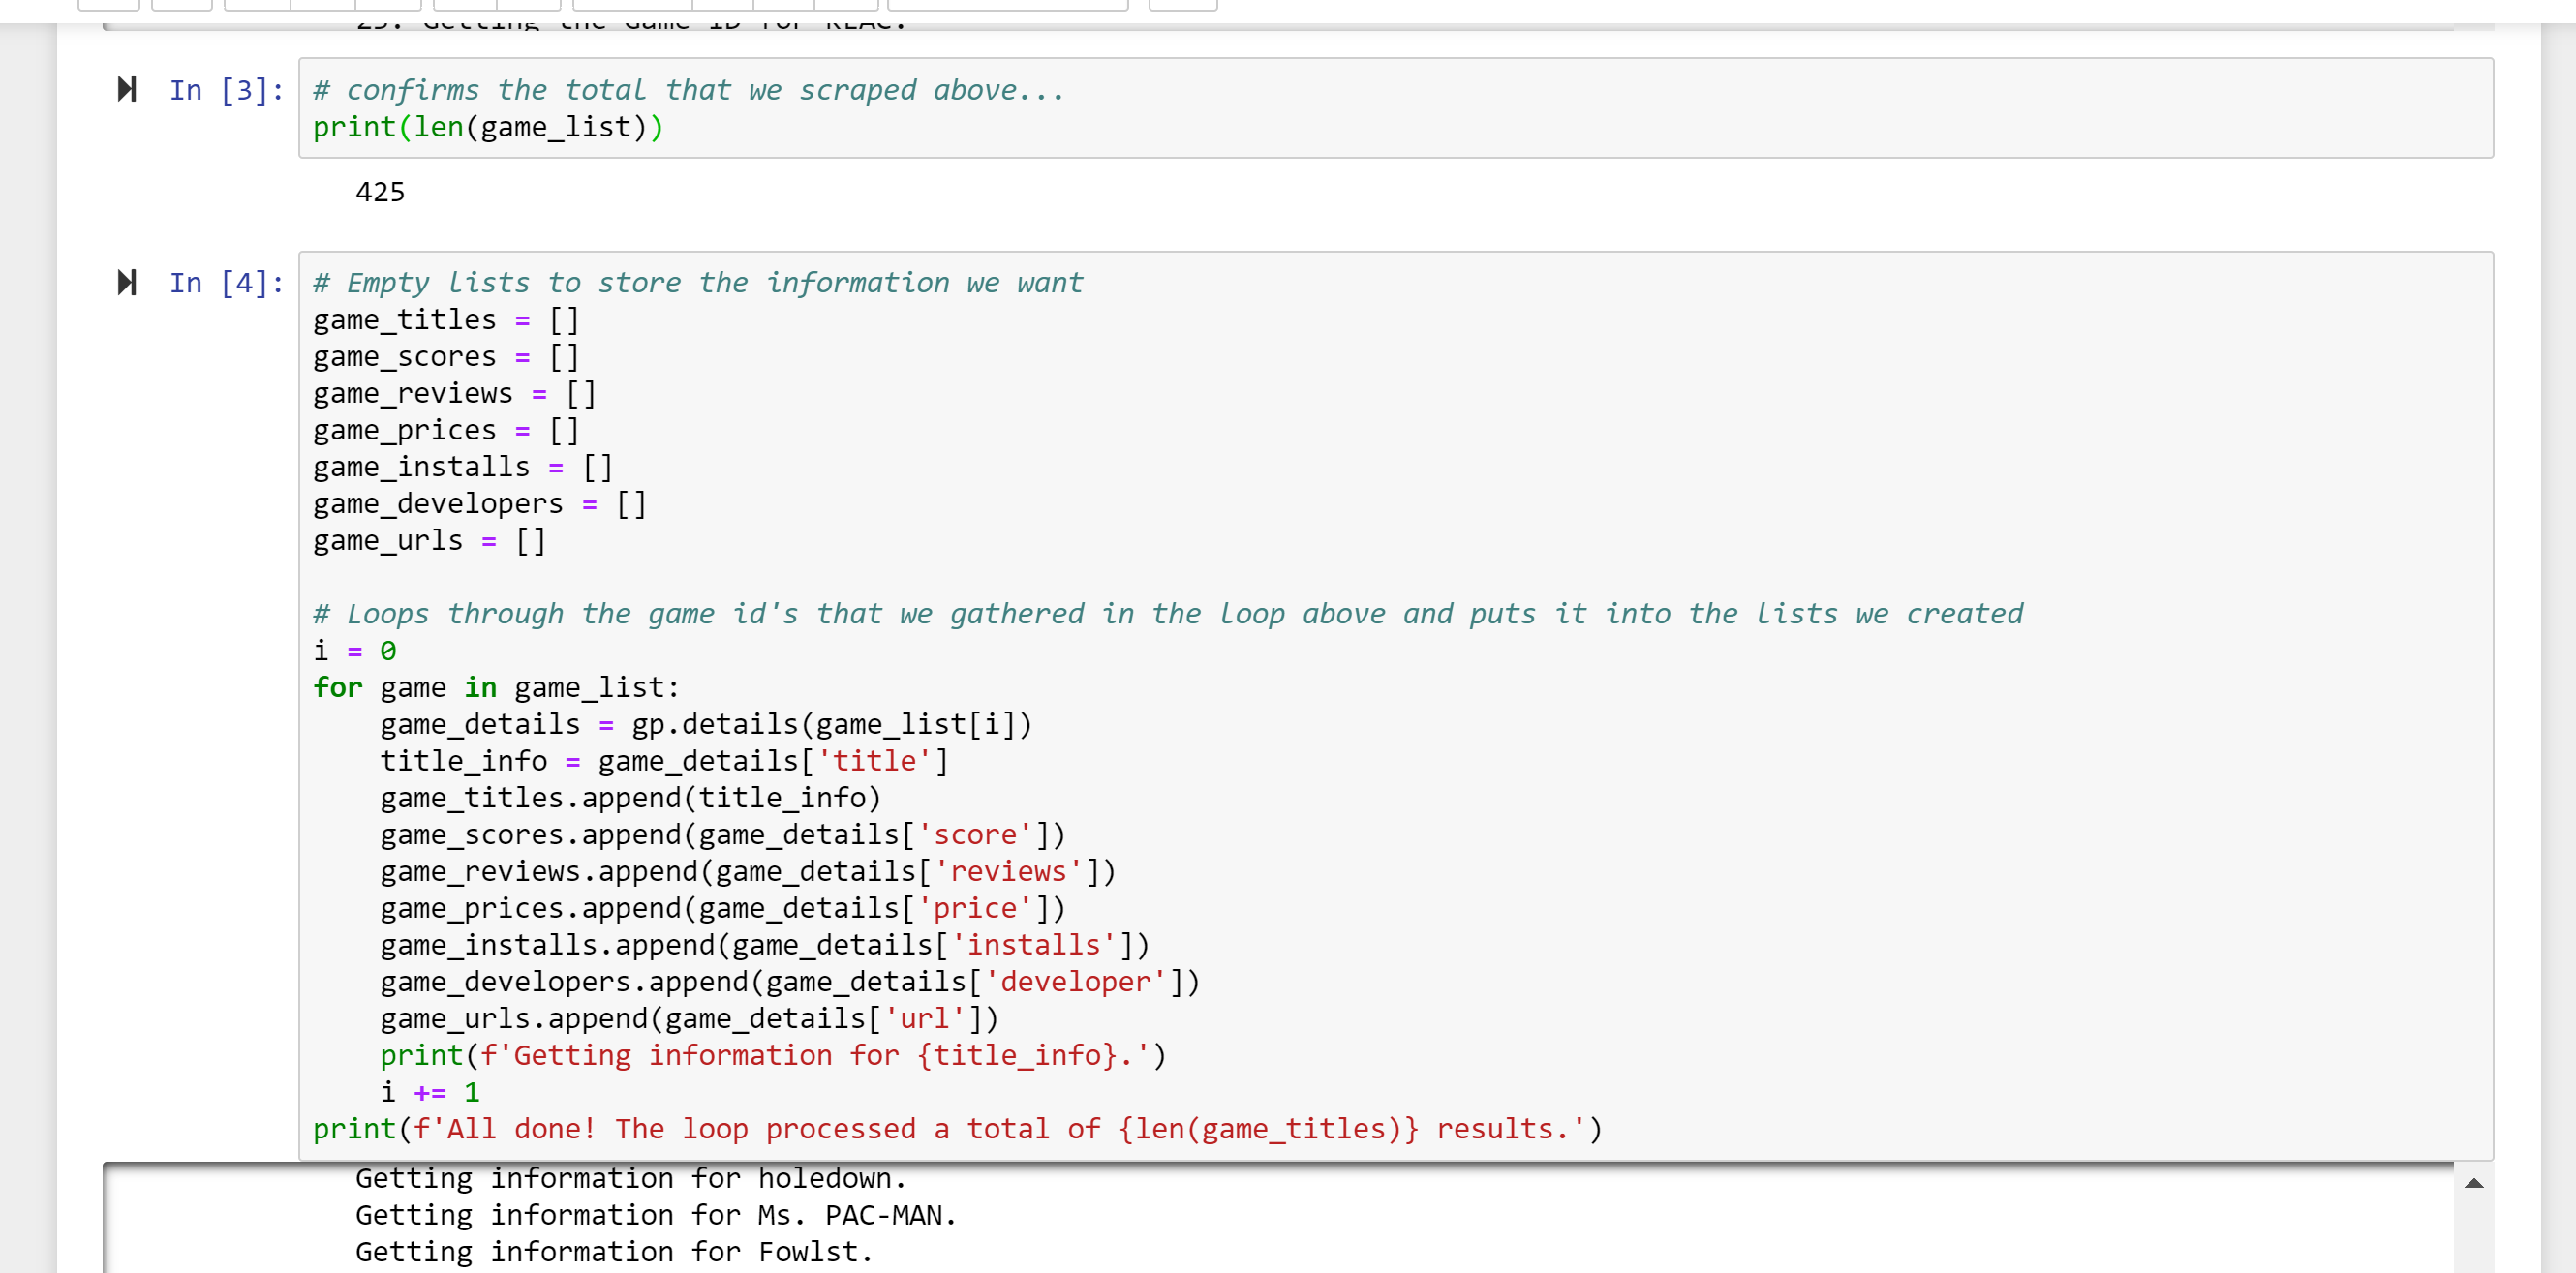 In [3]:
# confirms the total that we scraped above...
print(len(game_list))
425
In [4]:
# Empty lists to store the information we want
game_titles = []
game_scores = []
game_reviews = []
game_prices = []
game_installs = []
game_developers = []
game_urls = []
# Loops through the game id's that we gathered in the loop above and puts it into the lists we created
i = 0
for game in game_list:
    game_details = gp.details(game_list[i])
    title_info = game_details['title']
    game_titles.append(title_info)
    game_scores.append(game_details['score'])
    game_reviews.append(game_details['reviews'])
    game_prices.append(game_details['price'])
    game_installs.append(game_details['installs'])
    game_developers.append(game_details['developer'])
    game_urls.append(game_details['url'])
    print(f'Getting information for {title_info}.')
    i += 1
print(f'All done! The loop processed a total of {len(game_titles)} results.')
Getting information for holedown.
Getting information for Ms. PAC-MAN.
Getting information for Fowlst.